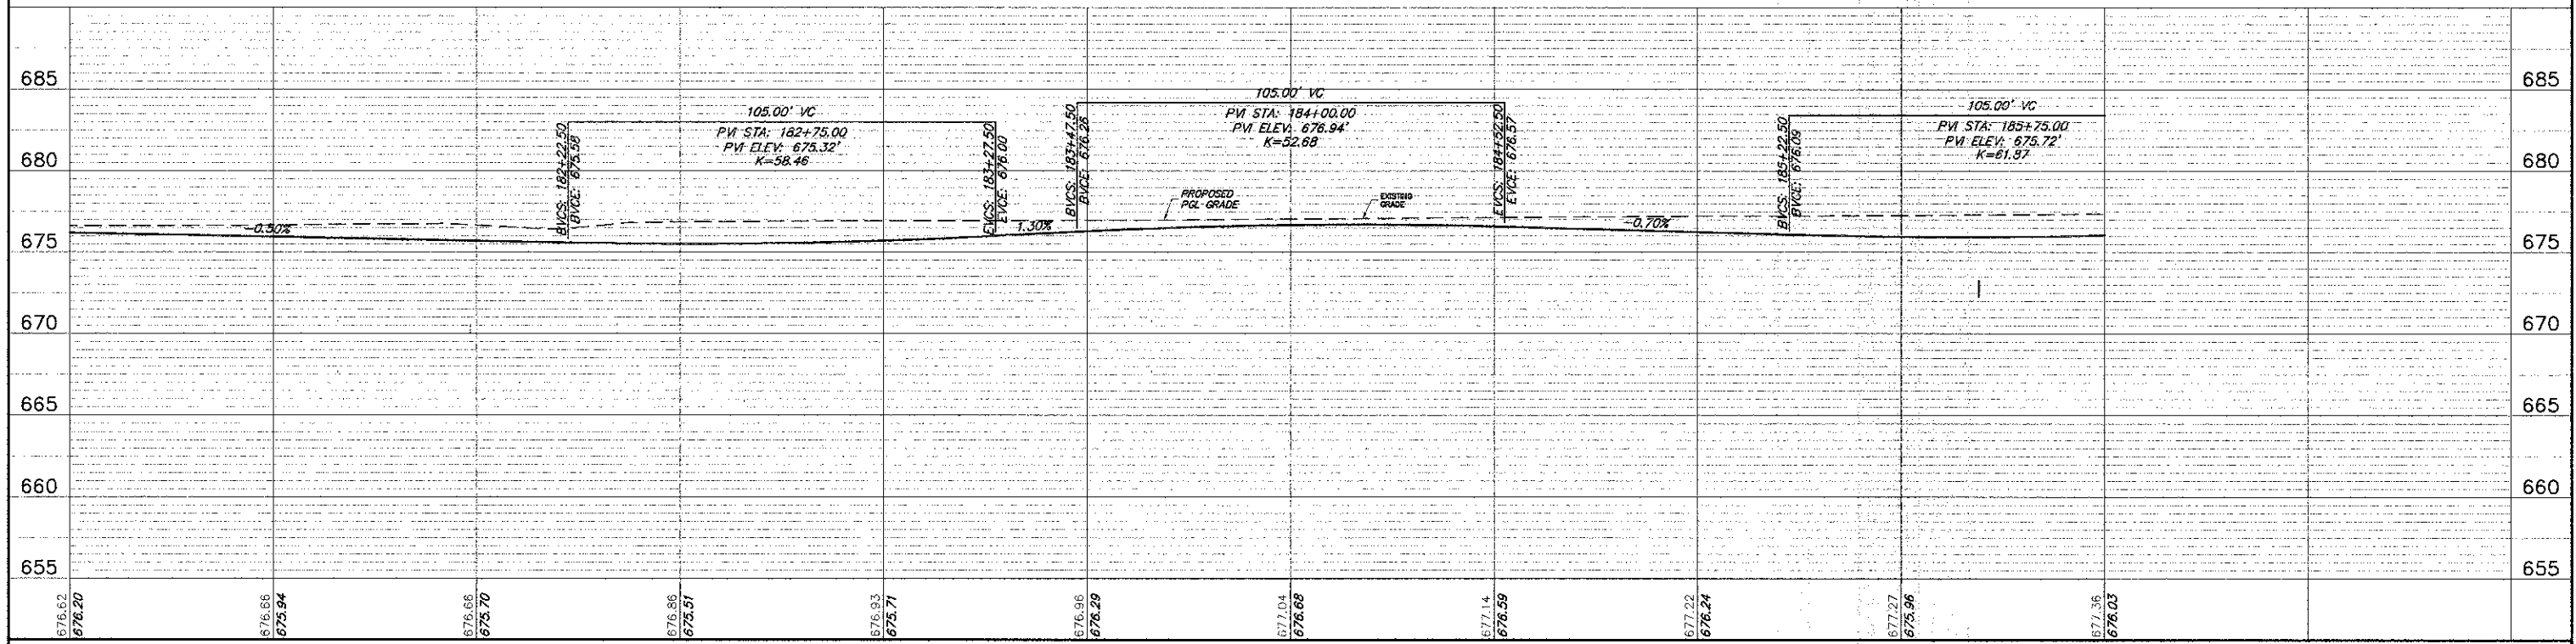 685
680
675
670
665
660
655
105.00' VC
PVI STA: 182+75.00
PVI ELEV: 675.32'
K=58.46
BVCS: 182+22.50
BVCE: 675.58
EVCS: 183+27.50
EVCE: 676.00
105.00' VC
PVI STA: 184+00.00
PVI ELEV: 676.94'
K=52.68
BVCS: 183+47.50
BVCE: 676.26
EVCS: 184+52.50
EVCE: 676.57
105.00' VC
PVI STA: 185+75.00
PVI ELEV: 675.72'
K=61.87
BVCS: 185+22.50
BVCE: 676.09
PROPOSED
PGL GRADE
EXISTING
GRADE
-0.50%
1.30%
-0.70%
685
680
675
670
665
660
655
676.62
676.20
676.66
675.94
676.66
675.70
676.86
675.51
676.93
675.71
676.96
676.29
677.04
676.68
677.14
676.59
677.22
676.24
677.27
675.96
677.36
676.03